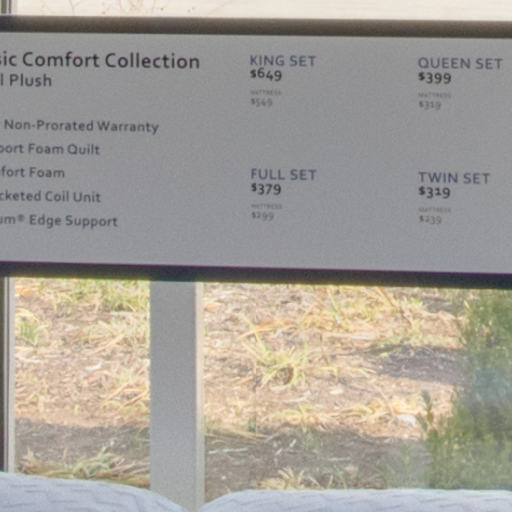 sic Comfort Collection
l Plush
Non-Prorated Warranty
port Foam Quilt
fort Foam
cketed Coil Unit
um® Edge Support
KING SET
$649
MATTRESS
$549
QUEEN SET
$399
MATTRESS
$319
FULL SET
$379
MATTRESS
$299
TWIN SET
$319
MATTRESS
$239